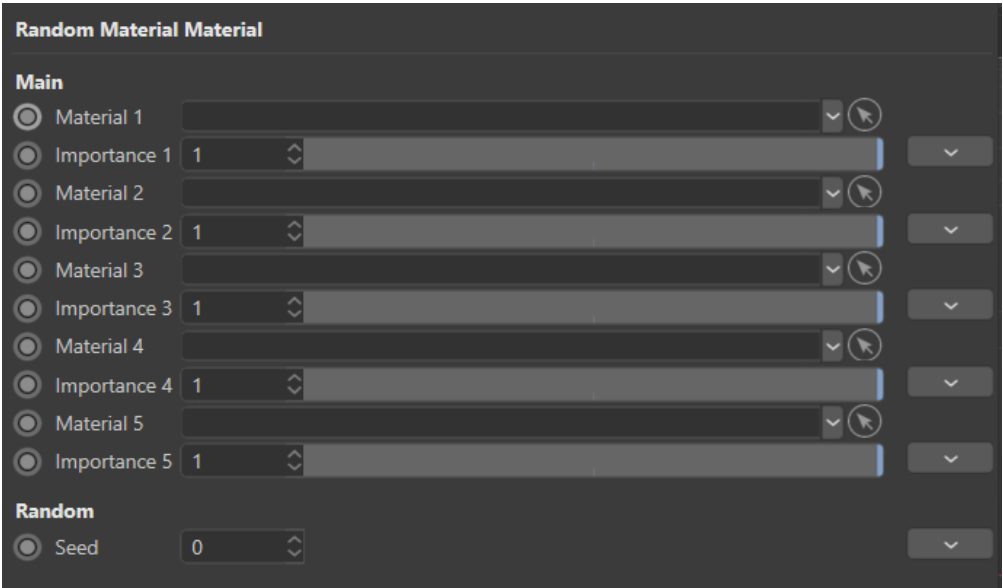 Random Material Material
Main
Material 1
Importance 1 1
Material 2
Importance 2 1
Material 3
Importance 3 1
Material 4
Importance 4 1
Material 5
Importance 5 1
Random
Seed 0